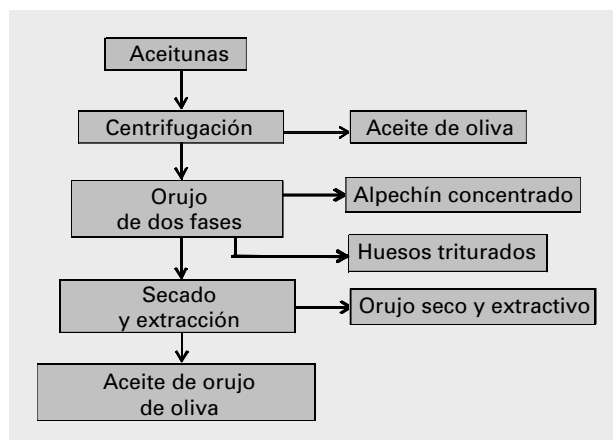 Aceitunas
Centrifugación
Aceite de oliva
Orujo
de dos fases
Alpechín concentrado
Huesos triturados
Secado
y extracción
Orujo seco y extractivo
Aceite de orujo
de oliva